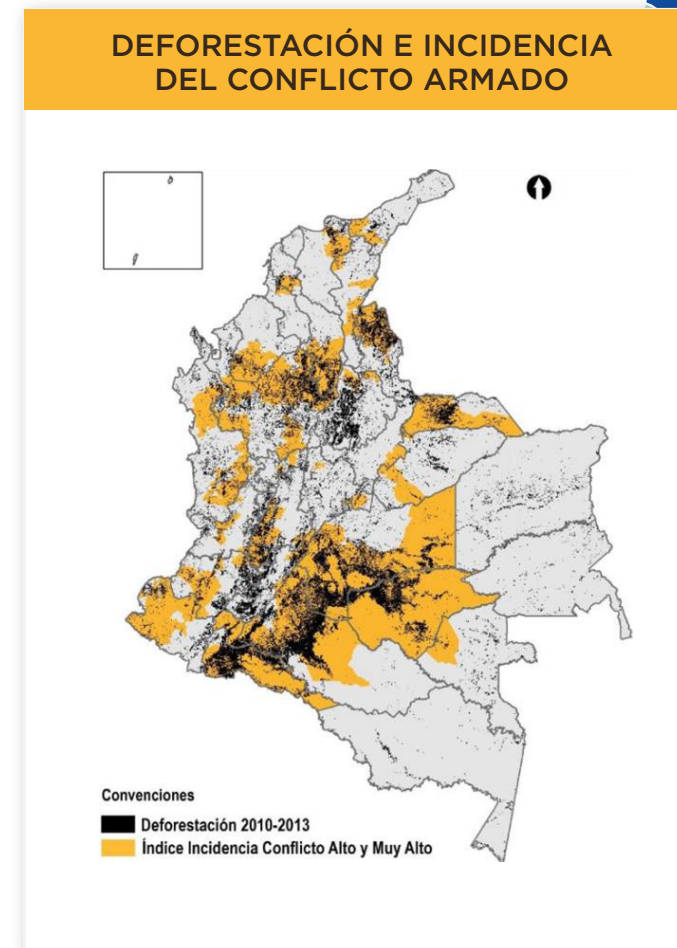 DEFORESTACIÓN E INCIDENCIA
DEL CONFLICTO ARMADO
Convenciones
Deforestación 2010-2013
Índice Incidencia Conflicto Alto y Muy Alto